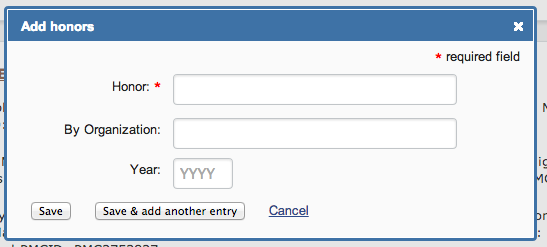 Add honors
* required field
Honor: *
By Organization:
Year: YYYY
Save Save & add another entry Cancel